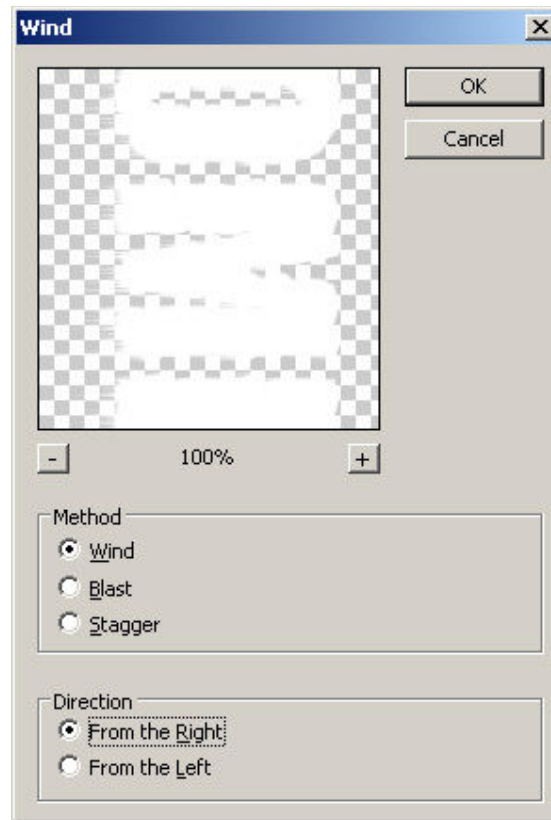 Wind
OK
Cancel
- 100% +
Method
Wind
Blast
Stagger
Direction
From the Right
From the Left